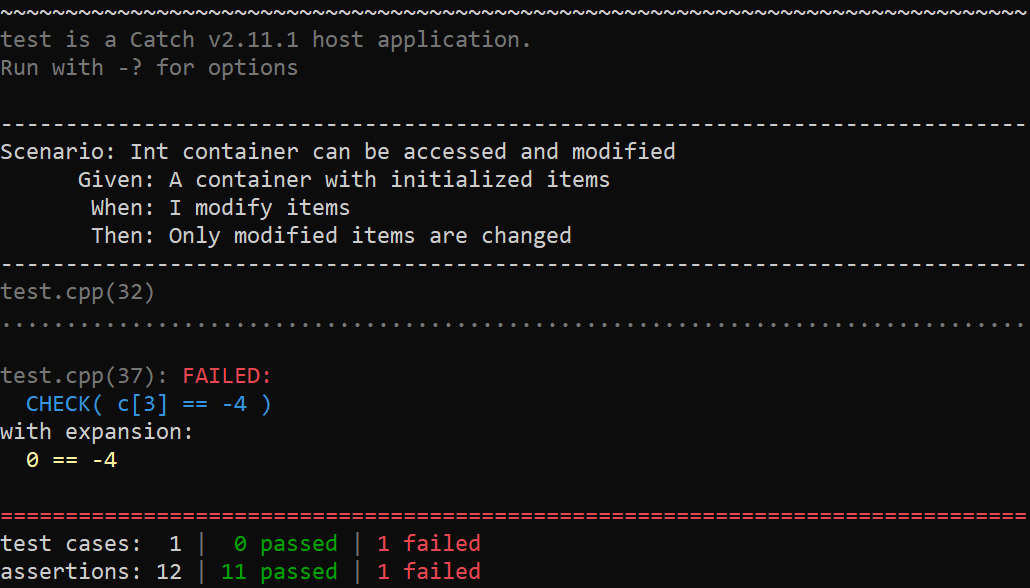 ~~~~~~~~~~~~~~~~~~~~~~~~~~~~~~~~~~~~~~~~~~~~~~~~~~~~~~~~~~~~~~~~~~~~~~~~~~~~~~~
test is a Catch v2.11.1 host application.
Run with -? for options

-------------------------------------------------------------------------------
Scenario: Int container can be accessed and modified
      Given: A container with initialized items
       When: I modify items
       Then: Only modified items are changed
-------------------------------------------------------------------------------
test.cpp(32)
...............................................................................

test.cpp(37): FAILED:
  CHECK( c[3] == -4 )
with expansion:
  0 == -4

===============================================================================
test cases:  1 |  0 passed | 1 failed
assertions: 12 | 11 passed | 1 failed